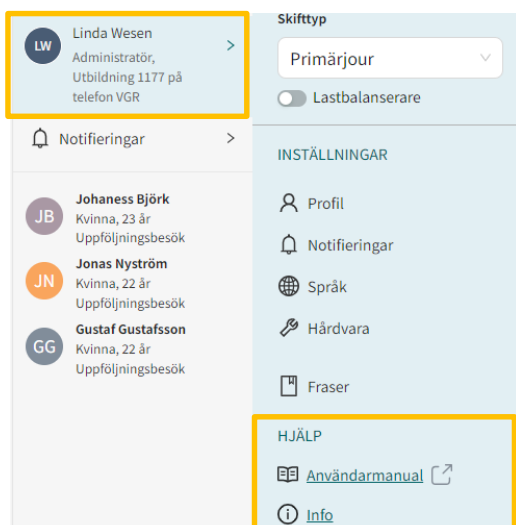 LW
Linda Wesen
Administratör,
Utbildning 1177 på
telefon VGR
Notifieringar
JB
Johaness Björk
Kvinna, 23 år
Uppföljningsbesök
JN
Jonas Nyström
Kvinna, 22 år
Uppföljningsbesök
GG
Gustaf Gustafsson
Kvinna, 22 år
Uppföljningsbesök
Skifttyp
Primärjour
Lastbalanserare
INSTÄLLNINGAR
Profil
Notifieringar
Språk
Hårdvara
Fraser
HJÄLP
Användarmanual
Info